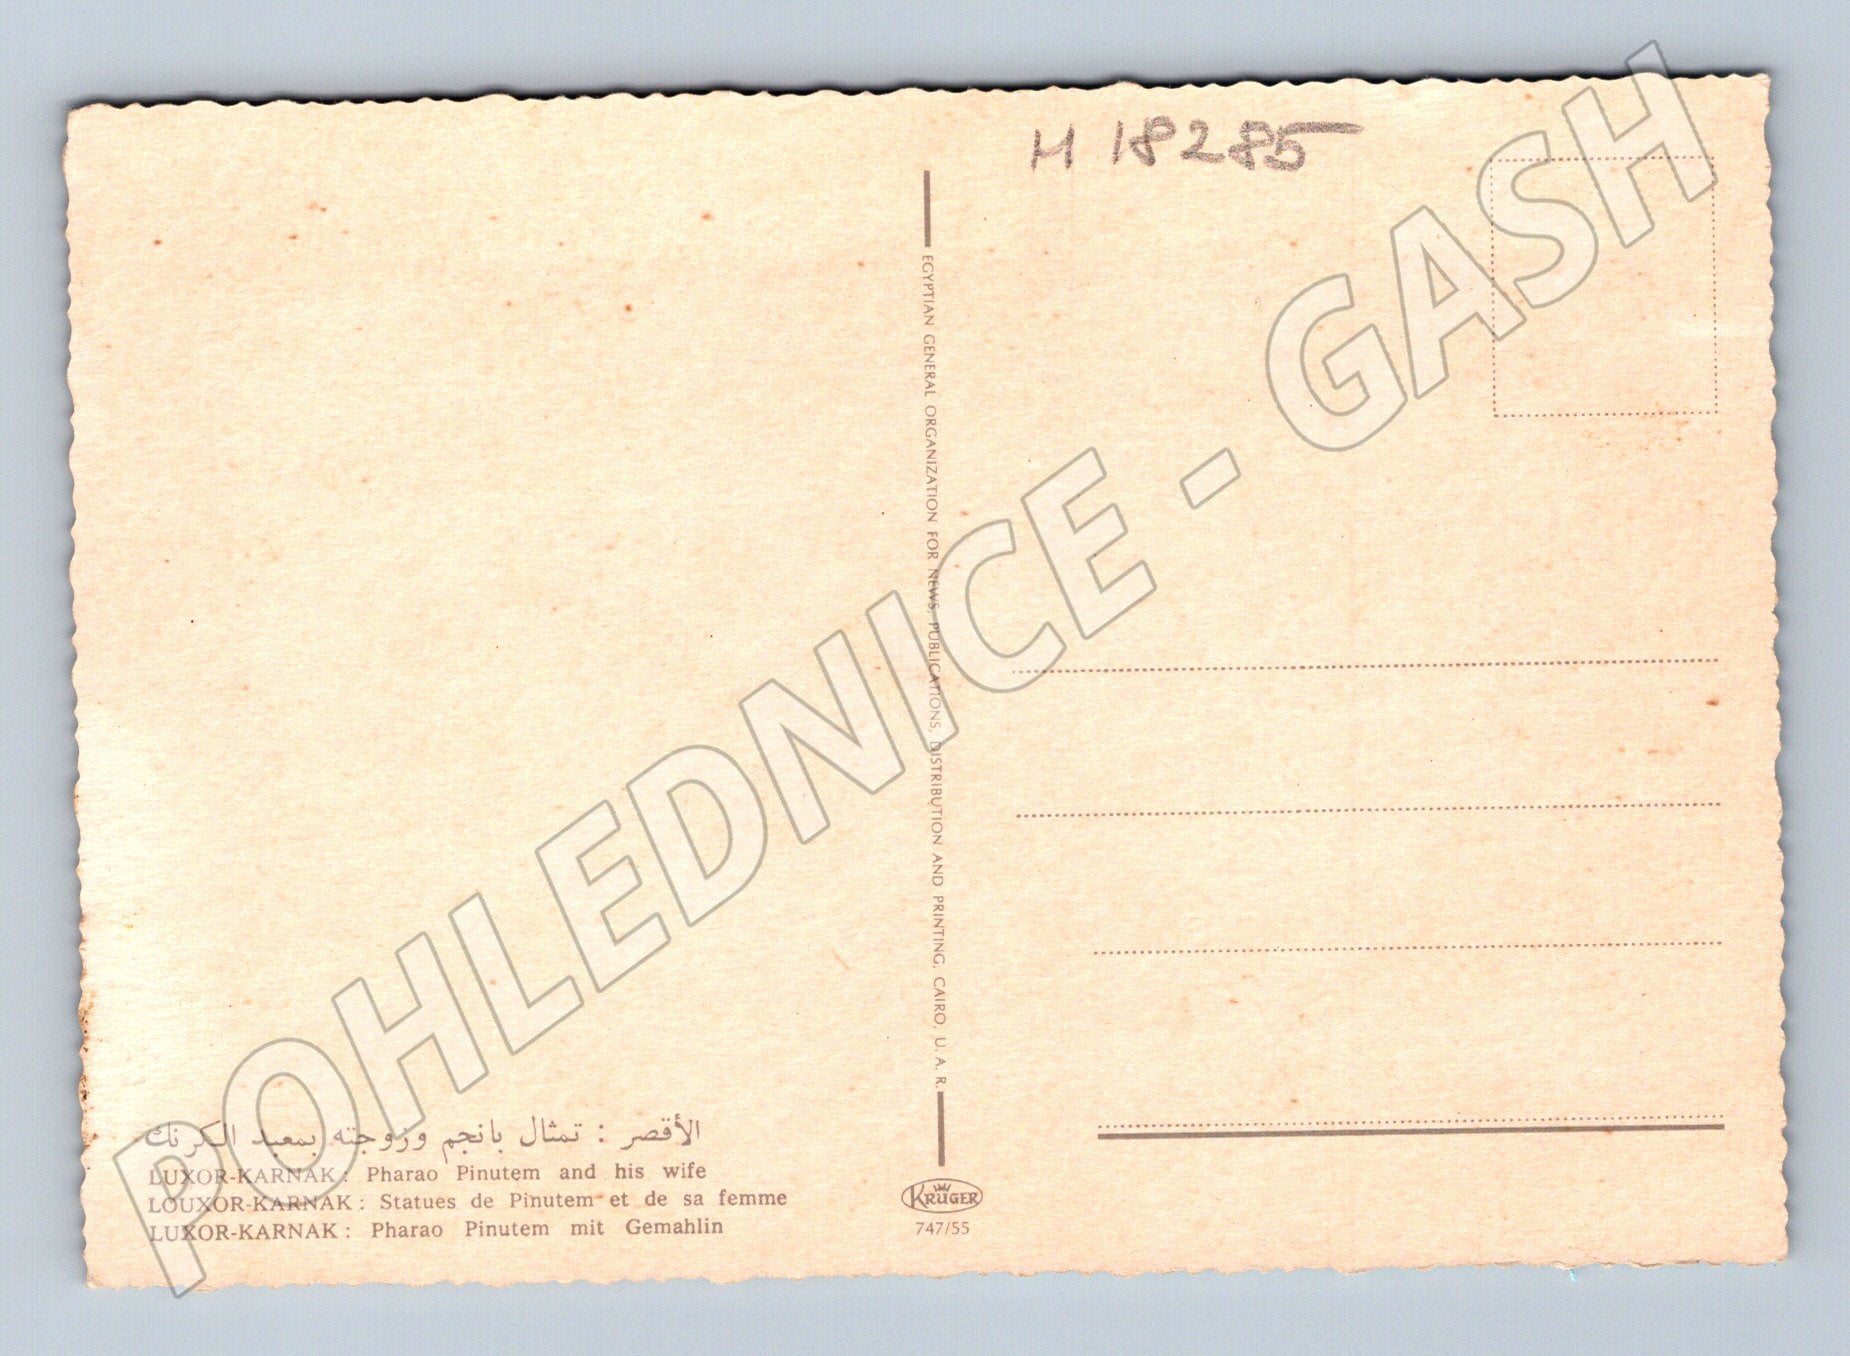 H 18285
EGYPTIAN GENERAL ORGANIZATION FOR NEWS, PUBLICATIONS, DISTRIBUTION AND PRINTING, CAIRO, U. A. R.
الأقصر : تمثال بانجم وزوجته بمعبد الكرنك
LUXOR-KARNAK : Pharao Pinutem and his wife
LOUXOR-KARNAK : Statues de Pinutem et de sa femme
LUXOR-KARNAK : Pharao Pinutem mit Gemahlin
KRÜGER
747/55
POHLEDNICE - GASH